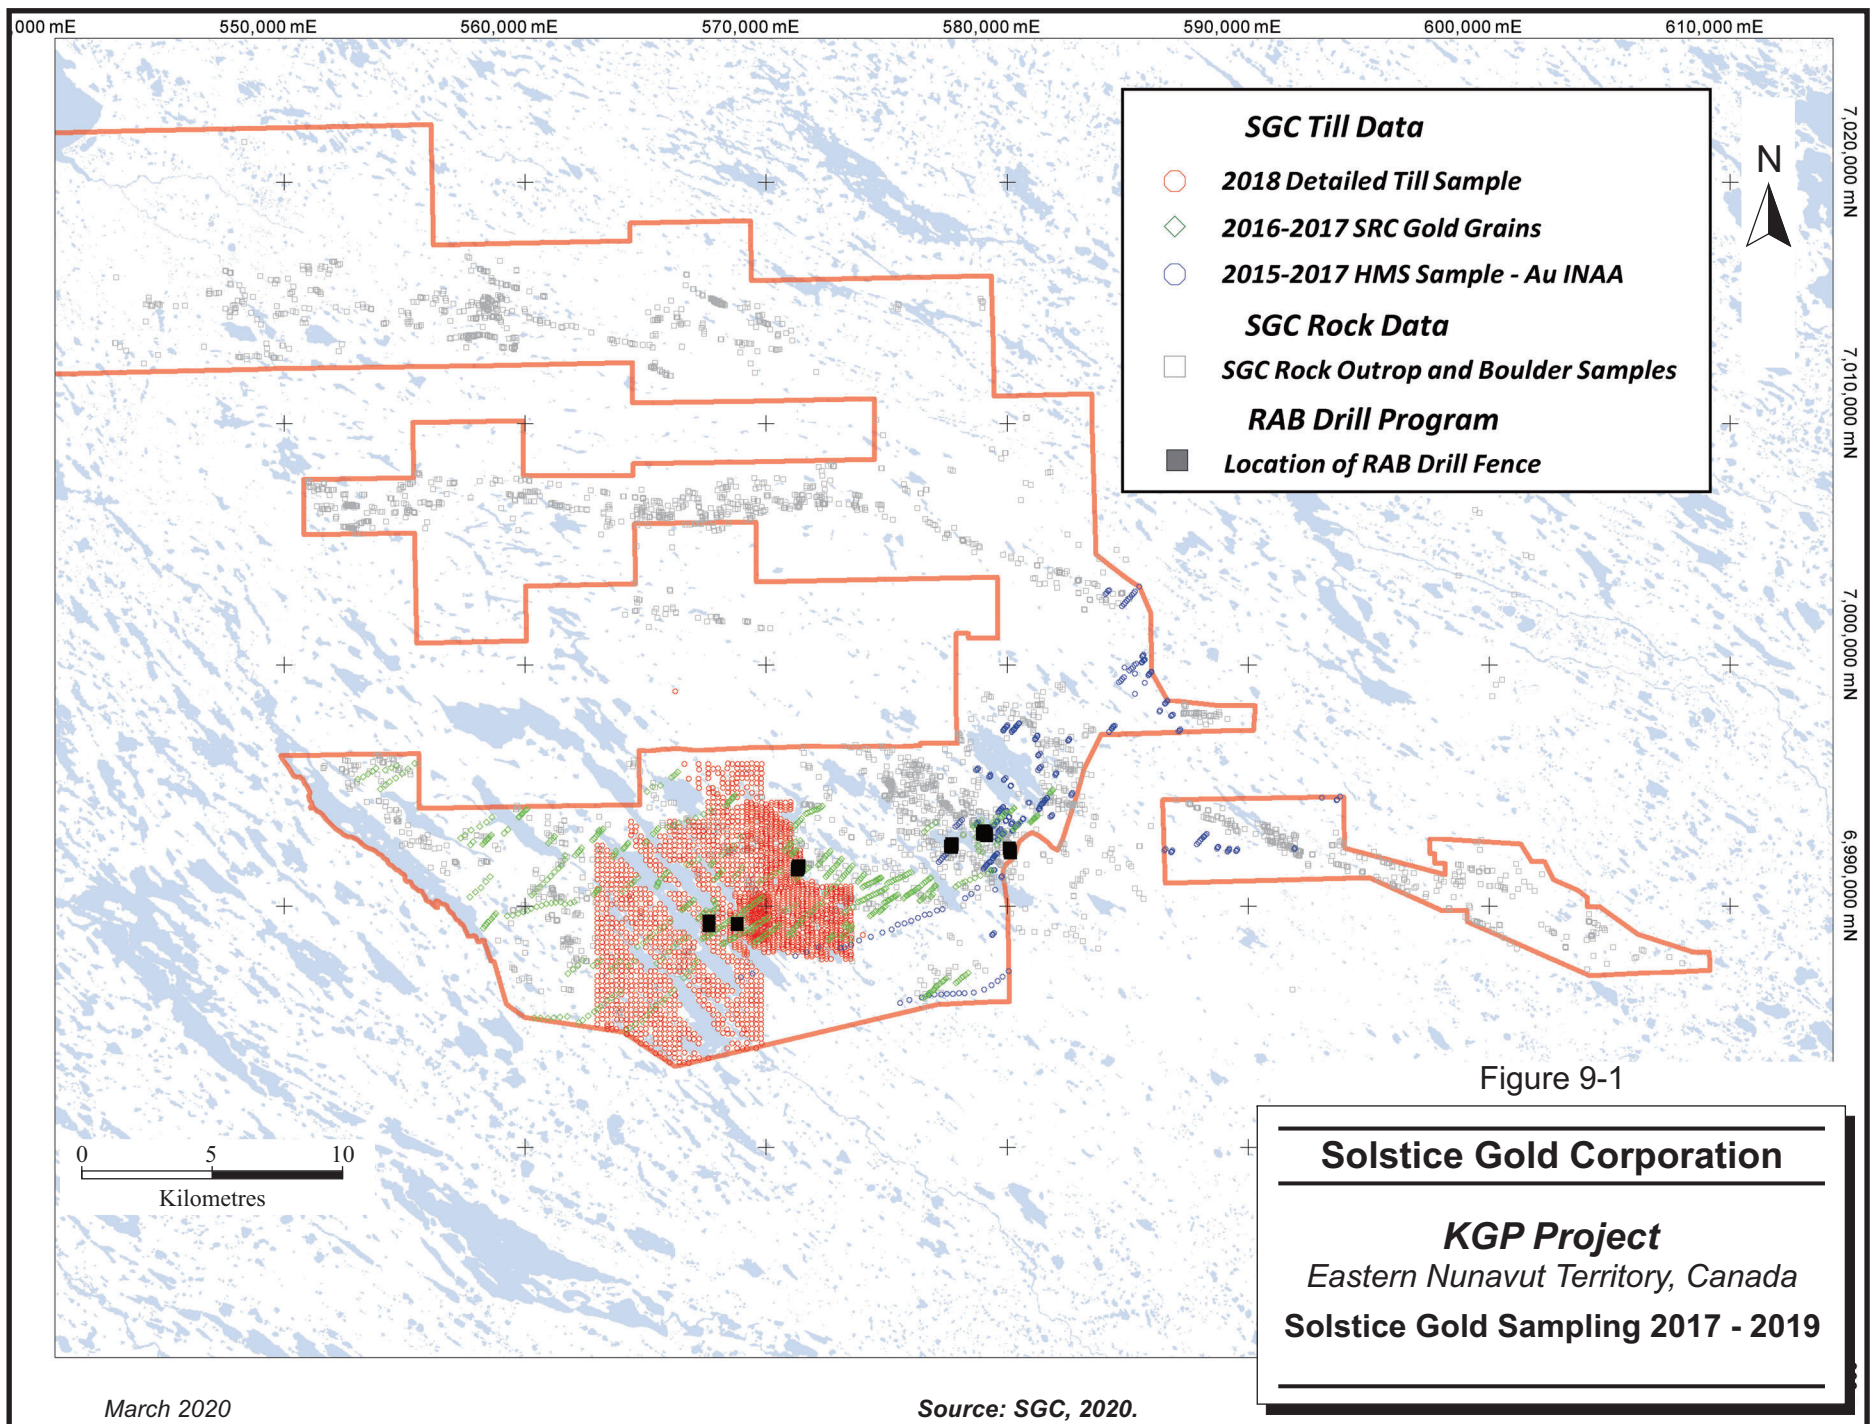 ,000 mE 550,000 mE 560,000 mE 570,000 mE 580,000 mE 590,000 mE 600,000 mE 610,000 mE
SGC Till Data
2018 Detailed Till Sample
2016-2017 SRC Gold Grains
2015-2017 HMS Sample - Au INAA
SGC Rock Data
SGC Rock Outrop and Boulder Samples
RAB Drill Program
Location of RAB Drill Fence
N
7,020,000 mN
7,010,000 mN
7,000,000 mN
6,990,000 mN
0 5 10
Kilometres
Figure 9-1
Solstice Gold Corporation
KGP Project
Eastern Nunavut Territory, Canada
Solstice Gold Sampling 2017 - 2019
March 2020
Source: SGC, 2020.